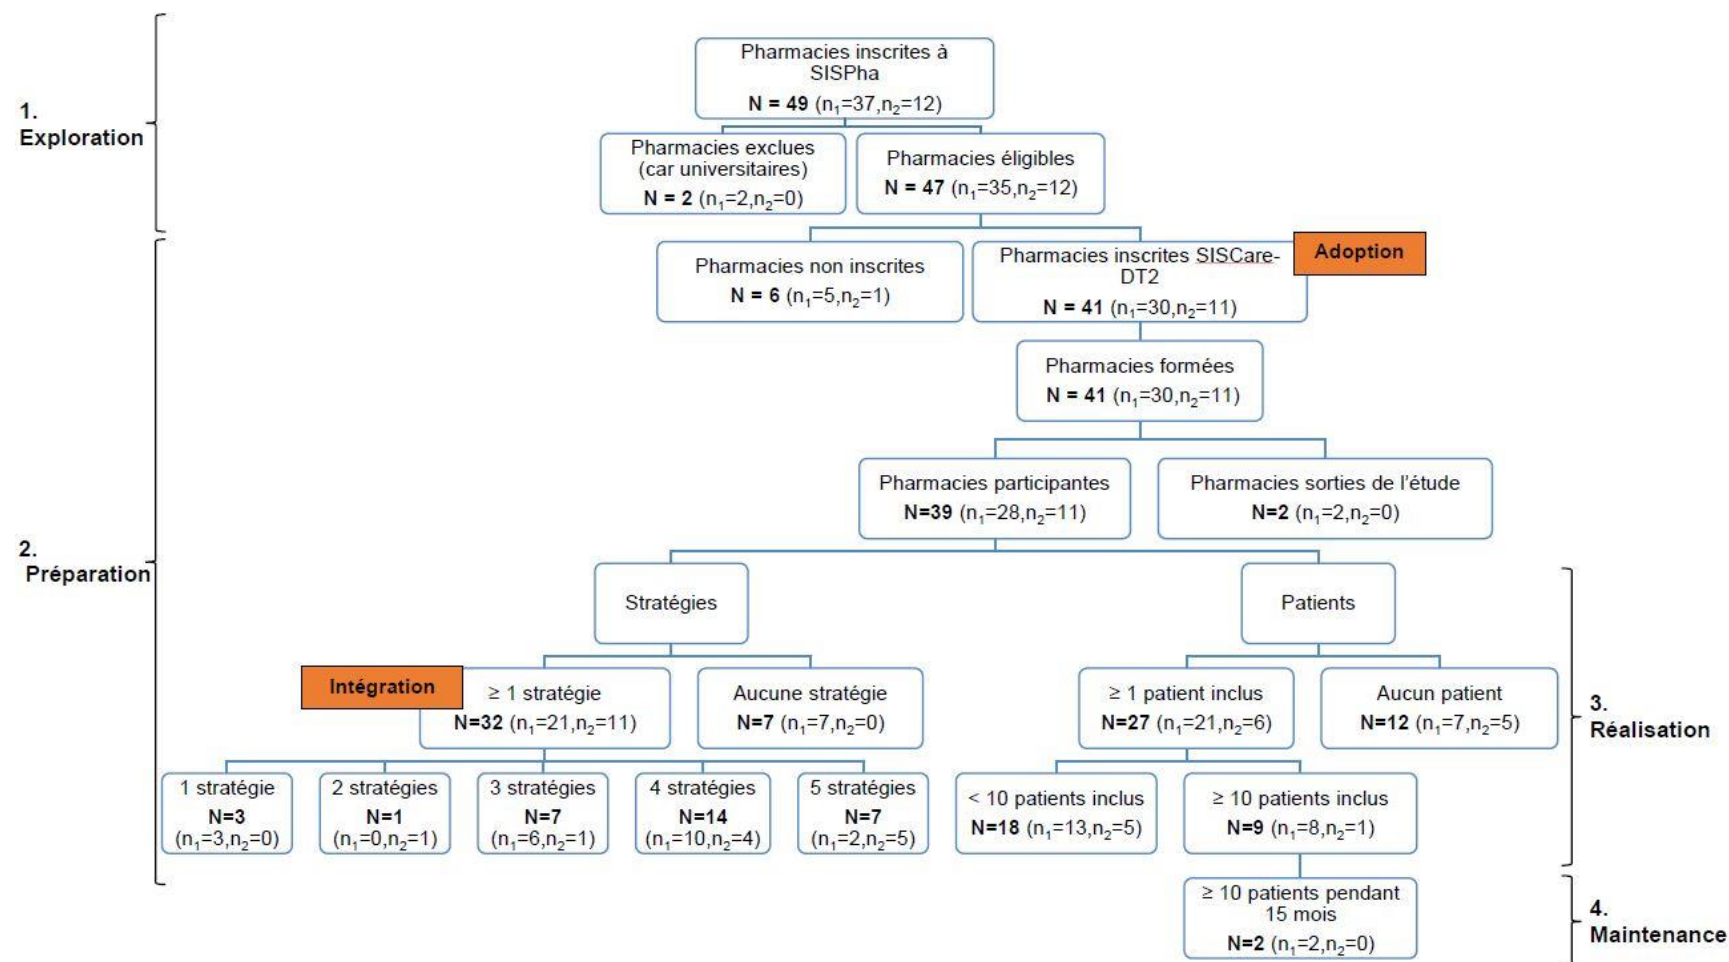 1.
Exploration
Pharmacies inscrites à
SISPha
N = 49 (n₁=37,n₂=12)
Pharmacies exclues
(car universitaires)
N = 2 (n₁=2,n₂=0)
Pharmacies éligibles
N = 47 (n₁=35,n₂=12)
2.
Préparation
Pharmacies non inscrites
N = 6 (n₁=5,n₂=1)
Pharmacies inscrites SISCare-
DT2
N = 41 (n₁=30,n₂=11)
Adoption
Pharmacies formées
N = 41 (n₁=30,n₂=11)
Pharmacies participantes
N=39 (n₁=28,n₂=11)
Pharmacies sorties de l’étude
N=2 (n₁=2,n₂=0)
Stratégies
Patients
Intégration
≥ 1 stratégie
N=32 (n₁=21,n₂=11)
Aucune stratégie
N=7 (n₁=7,n₂=0)
≥ 1 patient inclus
N=27 (n₁=21,n₂=6)
Aucun patient
N=12 (n₁=7,n₂=5)
3.
Réalisation
1 stratégie
N=3
(n₁=3,n₂=0)
2 stratégies
N=1
(n₁=0,n₂=1)
3 stratégies
N=7
(n₁=6,n₂=1)
4 stratégies
N=14
(n₁=10,n₂=4)
5 stratégies
N=7
(n₁=2,n₂=5)
< 10 patients inclus
N=18 (n₁=13,n₂=5)
≥ 10 patients inclus
N=9 (n₁=8,n₂=1)
≥ 10 patients pendant
15 mois
N=2 (n₁=2,n₂=0)
4.
Maintenance